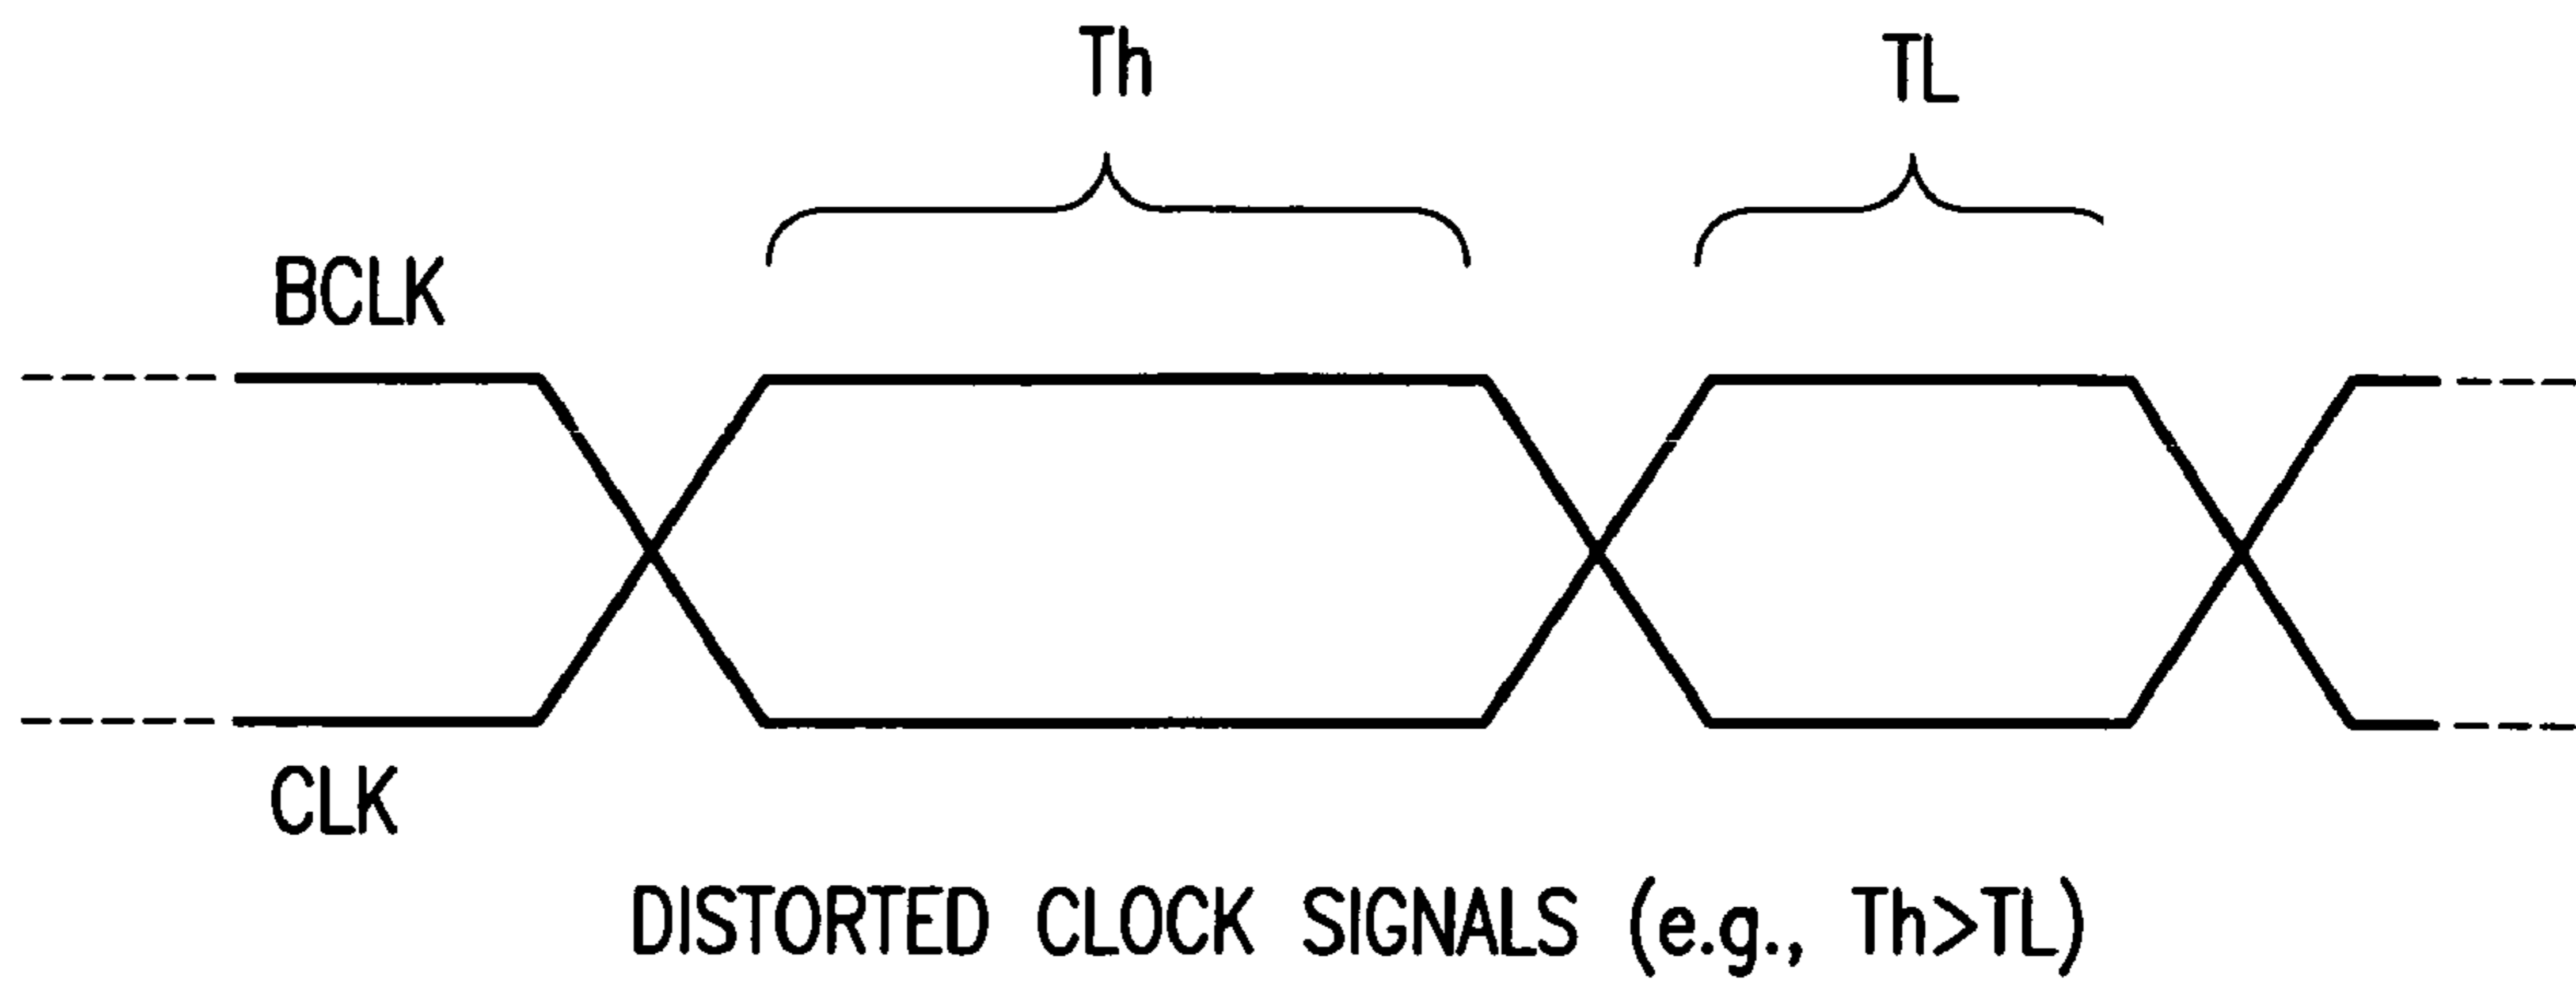 Th
TL
BCLK
CLK
DISTORTED CLOCK SIGNALS (e.g., Th>TL)